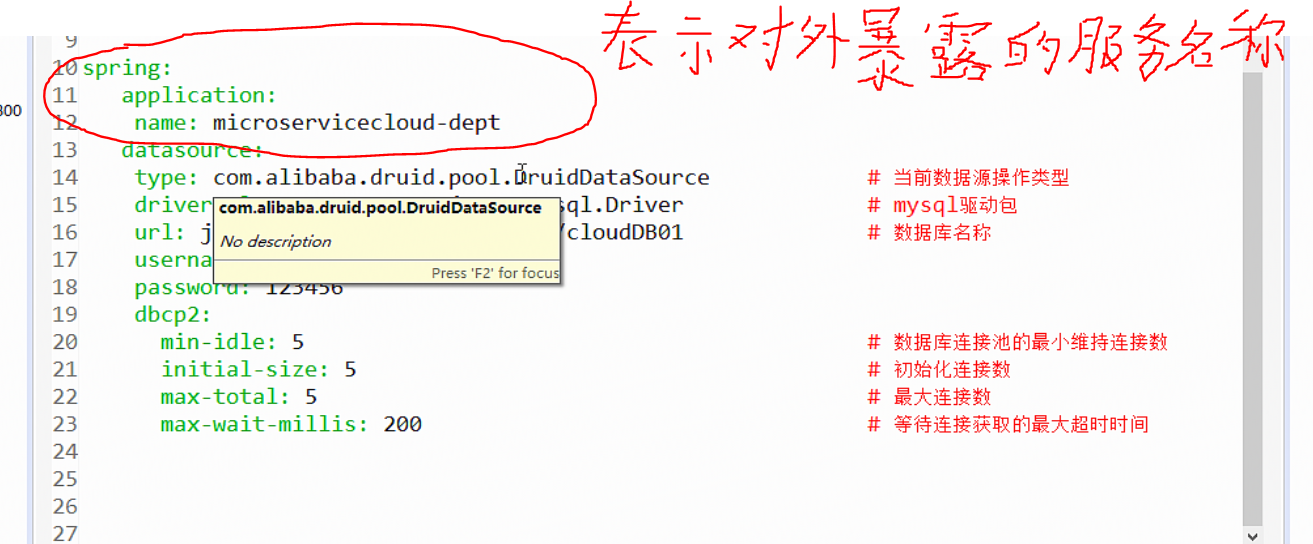 表示对外暴露的服务名称
9
10 spring:
11 application:
12 name: microservicecloud-dept
13 datasource:
14 type: com.alibaba.druid.pool.DruidDataSource # 当前数据源操作类型
15 driver sql.Driver # mysql驱动包
com.alibaba.druid.pool.DruidDataSource
16 url: j /cloudDB01 # 数据库名称
No description
17 userna
Press 'F2' for focus
18 password: 123456
19 dbcp2:
20 min-idle: 5 # 数据库连接池的最小维持连接数
21 initial-size: 5 # 初始化连接数
22 max-total: 5 # 最大连接数
23 max-wait-millis: 200 # 等待连接获取的最大超时时间
24
25
26
27